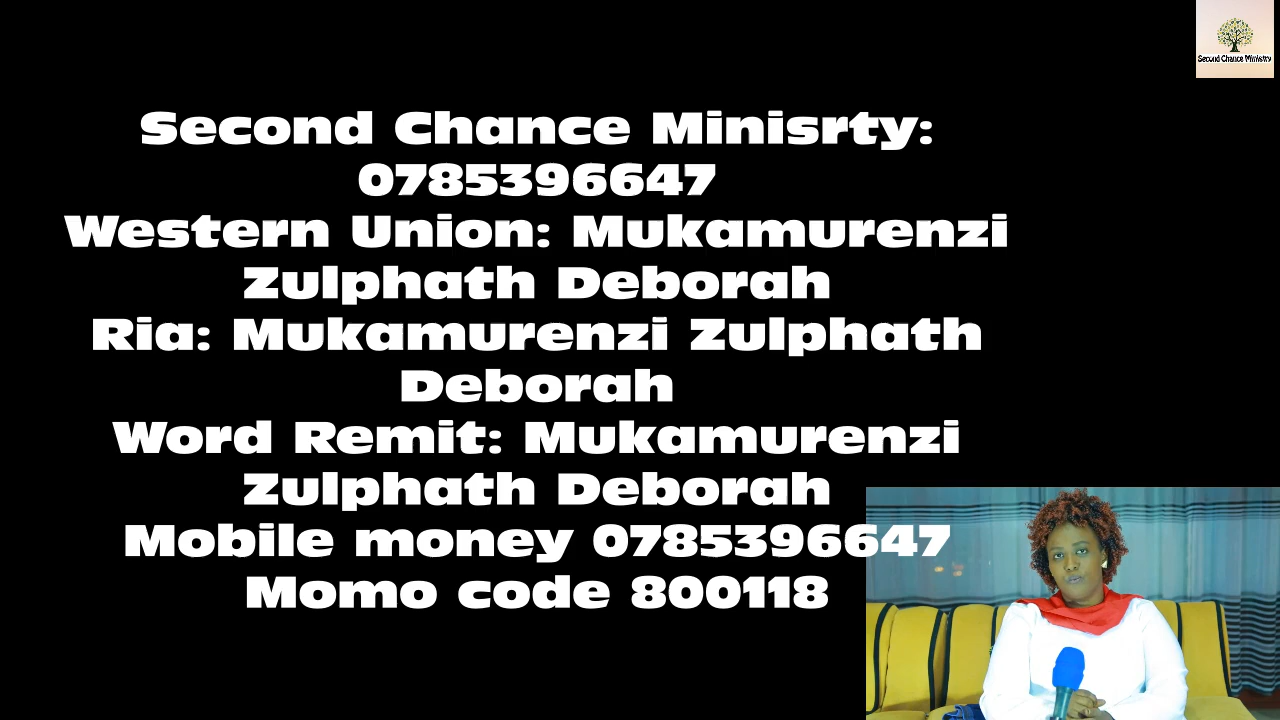 Second Chance Ministry
Second Chance Minisrty:
0785396647
Western Union: Mukamurenzi
Zulphath Deborah
Ria: Mukamurenzi Zulphath
Deborah
Word Remit: Mukamurenzi
Zulphath Deborah
Mobile money 0785396647
Momo code 800118